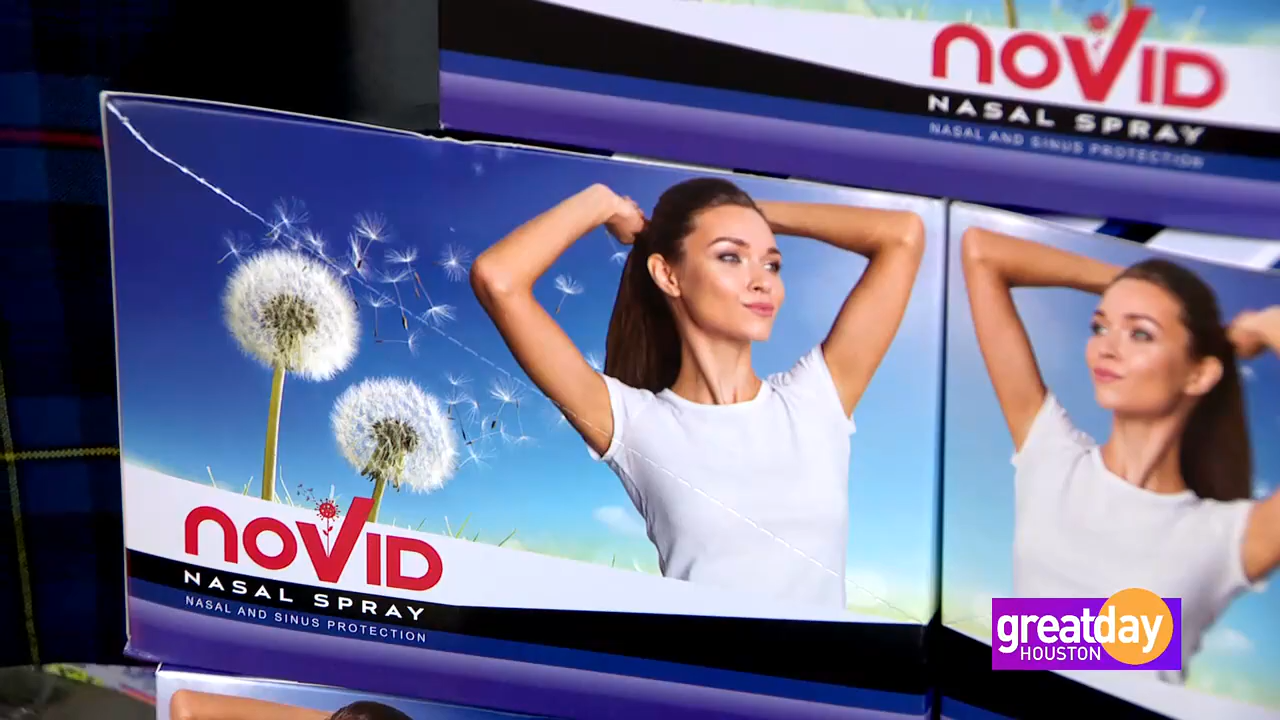 NOVID
NASAL SPRAY
NASAL AND SINUS PROTECTION
NOVID
NASAL SPRAY
NASAL AND SINUS PROTECTION
greatday
HOUSTON